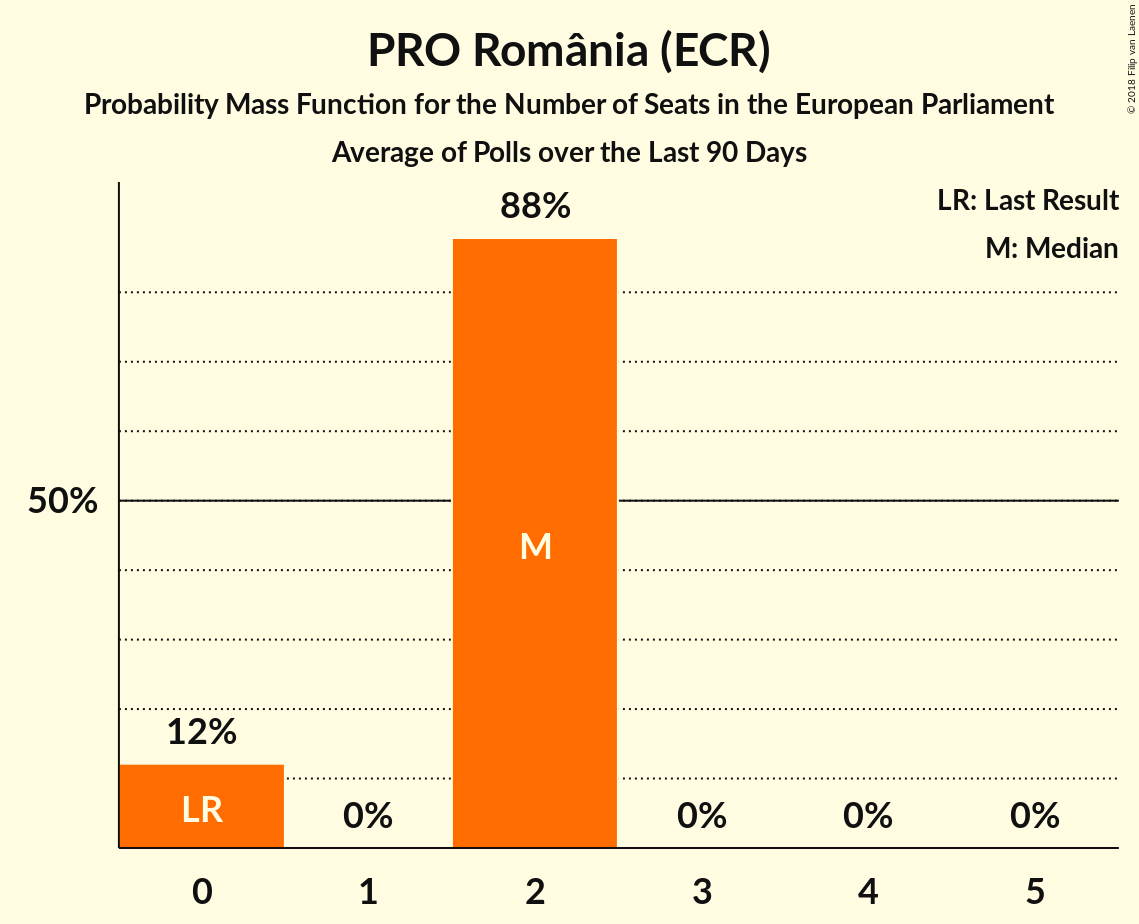 PRO România (ECR)
Probability Mass Function for the Number of Seats in the European Parliament
Average of Polls over the Last 90 Days
© 2018 Filip van Laenen
LR: Last Result
M: Median
88%
50%
M
12%
LR
0%
0%
0%
0%
0 1 2 3 4 5